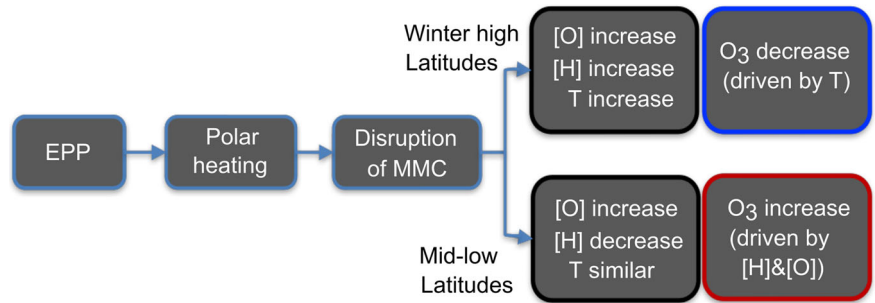 EPP
Polar
heating
Disruption
of MMC
Winter high
Latitudes
[O] increase
[H] increase
T increase
O3 decrease
(driven by T)
Mid-low
Latitudes
[O] increase
[H] decrease
T similar
O3 increase
(driven by
[H]&[O])